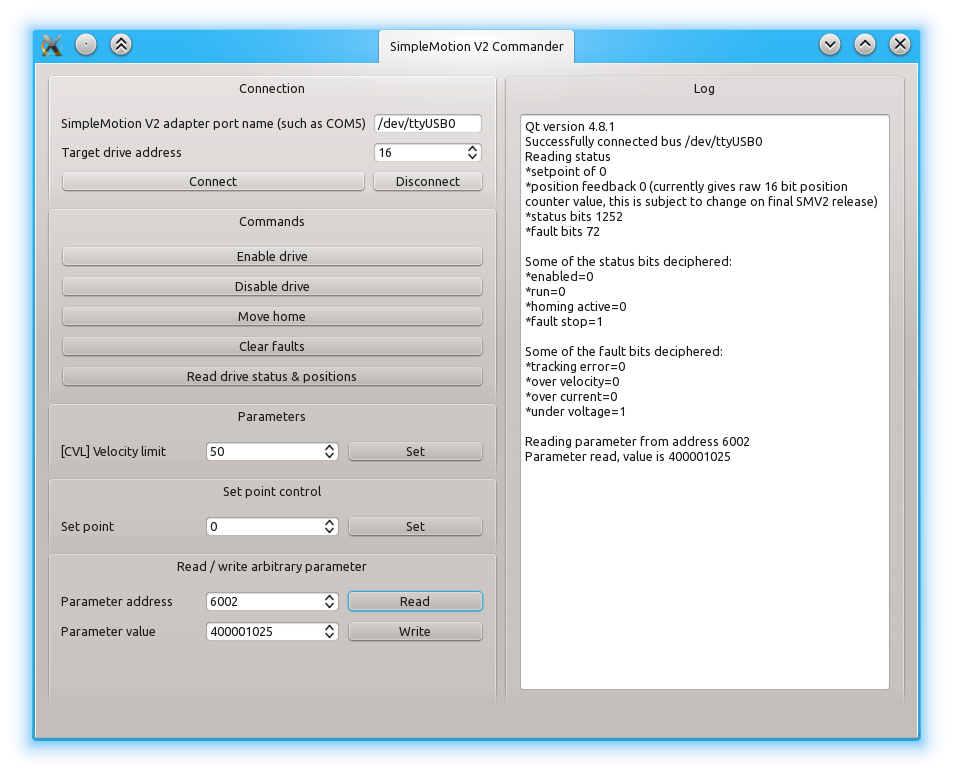 SimpleMotion V2 Commander
Connection
SimpleMotion V2 adapter port name (such as COM5) /dev/ttyUSB0
Target drive address 16
Connect Disconnect
Commands
Enable drive
Disable drive
Move home
Clear faults
Read drive status & positions
Parameters
[CVL] Velocity limit 50 Set
Set point control
Set point 0 Set
Read / write arbitrary parameter
Parameter address 6002 Read
Parameter value 400001025 Write
Log
Qt version 4.8.1
Successfully connected bus /dev/ttyUSB0
Reading status
*setpoint of 0
*position feedback 0 (currently gives raw 16 bit position
counter value, this is subject to change on final SMV2 release)
*status bits 1252
*fault bits 72
Some of the status bits deciphered:
*enabled=0
*run=0
*homing active=0
*fault stop=1
Some of the fault bits deciphered:
*tracking error=0
*over velocity=0
*over current=0
*under voltage=1
Reading parameter from address 6002
Parameter read, value is 400001025